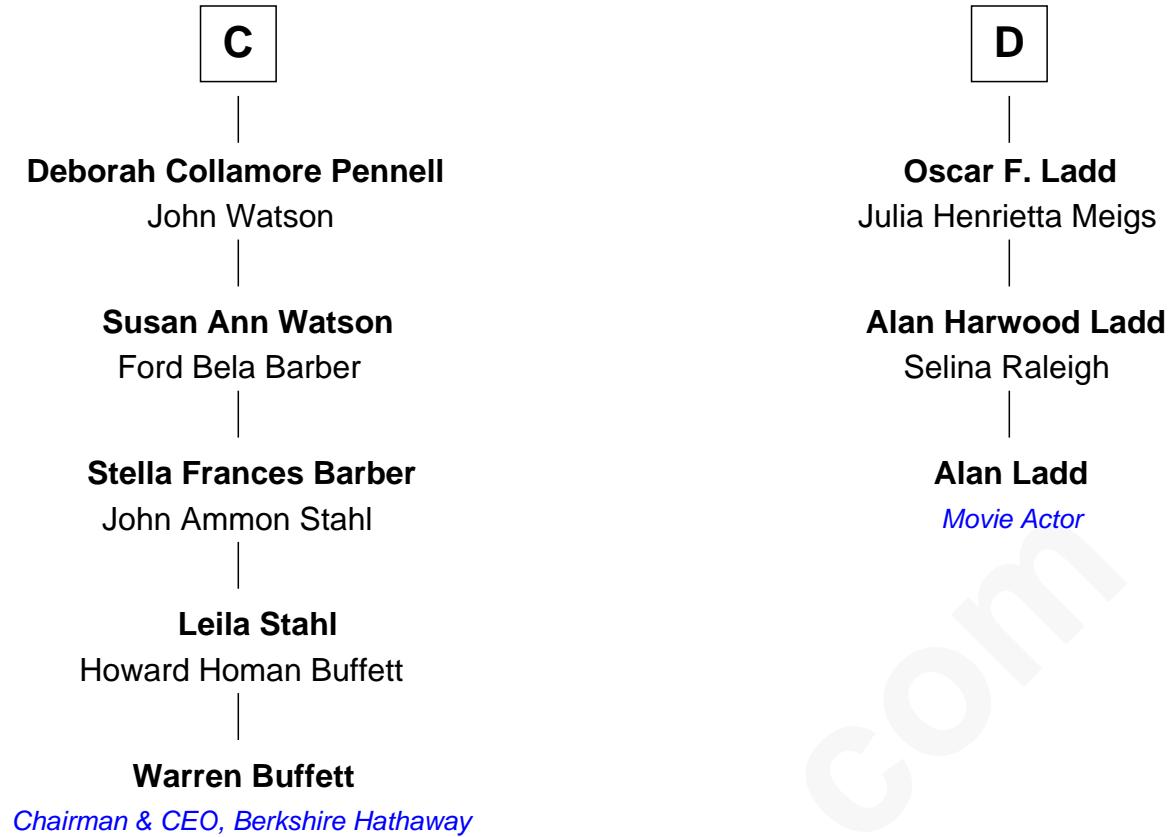 C
Deborah Collamore Pennell
John Watson
Susan Ann Watson
Ford Bela Barber
Stella Frances Barber
John Ammon Stahl
Leila Stahl
Howard Homan Buffett
Warren Buffett
Chairman & CEO, Berkshire Hathaway
D
Oscar F. Ladd
Julia Henrietta Meigs
Alan Harwood Ladd
Selina Raleigh
Alan Ladd
Movie Actor
com